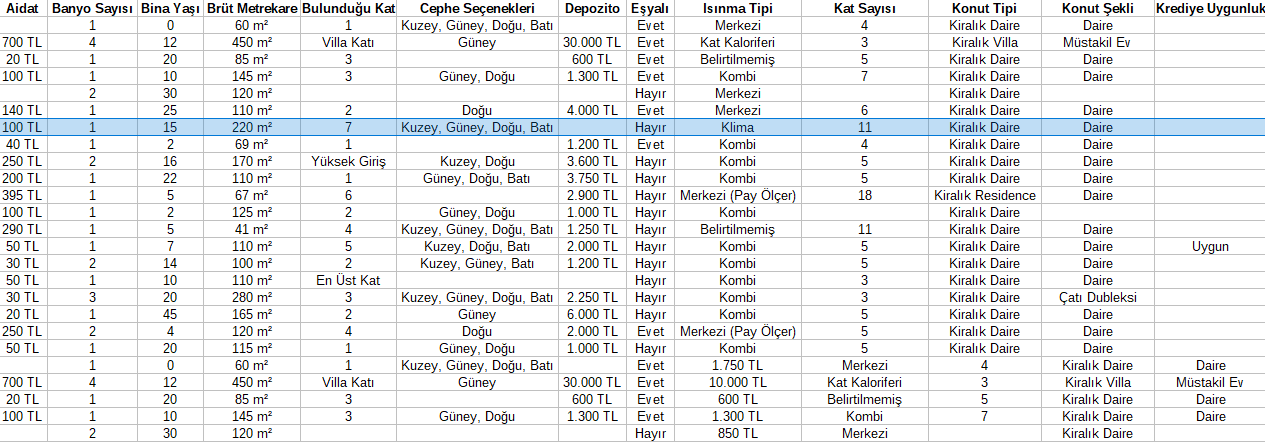 Aidat Banyo Sayısı Bina Yaşı Brüt Metrekare Bulunduğu Kat Cephe Seçenekleri Depozito Eşyalı Isınma Tipi Kat Sayısı Konut Tipi Konut Şekli Krediye Uygunluk
1 0 60 m² 1 Kuzey, Güney, Doğu, Batı Evet Merkezi 4 Kiralık Daire Daire
700 TL 4 12 450 m² Villa Katı Güney 30.000 TL Evet Kat Kaloriferi 3 Kiralık Villa Müstakil Ev
20 TL 1 20 85 m² 3 600 TL Evet Belirtilmemiş 5 Kiralık Daire Daire
100 TL 1 10 145 m² 3 Güney, Doğu 1.300 TL Evet Kombi 7 Kiralık Daire Daire
2 30 120 m² Hayır Merkezi Kiralık Daire
140 TL 1 25 110 m² 2 Doğu 4.000 TL Evet Merkezi 6 Kiralık Daire Daire
100 TL 1 15 220 m² 7 Kuzey, Güney, Doğu, Batı Hayır Klima 11 Kiralık Daire Daire
40 TL 1 2 69 m² 1 1.200 TL Evet Kombi 4 Kiralık Daire Daire
250 TL 2 16 170 m² Yüksek Giriş Kuzey, Doğu 3.600 TL Hayır Kombi 5 Kiralık Daire Daire
200 TL 1 22 110 m² 1 Güney, Doğu, Batı 3.750 TL Hayır Kombi 5 Kiralık Daire Daire
395 TL 1 5 67 m² 6 2.900 TL Hayır Merkezi (Pay Ölçer) 18 Kiralık Residence Daire
100 TL 1 2 125 m² 2 Güney, Doğu 1.000 TL Hayır Kombi Kiralık Daire
290 TL 1 5 41 m² 4 Kuzey, Güney, Doğu, Batı 1.250 TL Hayır Belirtilmemiş 11 Kiralık Daire Daire
50 TL 1 7 110 m² 5 Kuzey, Doğu, Batı 2.000 TL Hayır Kombi 5 Kiralık Daire Daire Uygun
30 TL 2 14 100 m² 2 Kuzey, Güney, Batı 1.200 TL Hayır Kombi 5 Kiralık Daire Daire
50 TL 1 10 110 m² En Üst Kat Hayır Kombi 3 Kiralık Daire Daire
30 TL 3 20 280 m² 3 Kuzey, Güney, Doğu, Batı 2.250 TL Hayır Kombi 3 Kiralık Daire Çatı Dubleksi
20 TL 1 45 165 m² 2 Güney 6.000 TL Hayır Kombi 5 Kiralık Daire Daire
250 TL 2 4 120 m² 4 Doğu 2.000 TL Evet Merkezi (Pay Ölçer) 5 Kiralık Daire Daire
50 TL 1 20 115 m² 1 Güney, Doğu 1.000 TL Hayır Kombi 5 Kiralık Daire Daire
1 0 60 m² 1 Kuzey, Güney, Doğu, Batı Evet 1.750 TL Merkezi 4 Kiralık Daire Daire
700 TL 4 12 450 m² Villa Katı Güney 30.000 TL Evet 10.000 TL Kat Kaloriferi 3 Kiralık Villa Müstakil Ev
20 TL 1 20 85 m² 3 600 TL Evet 600 TL Belirtilmemiş 5 Kiralık Daire Daire
100 TL 1 10 145 m² 3 Güney, Doğu 1.300 TL Evet 1.300 TL Kombi 7 Kiralık Daire Daire
2 30 120 m² Hayır 850 TL Merkezi Kiralık Daire